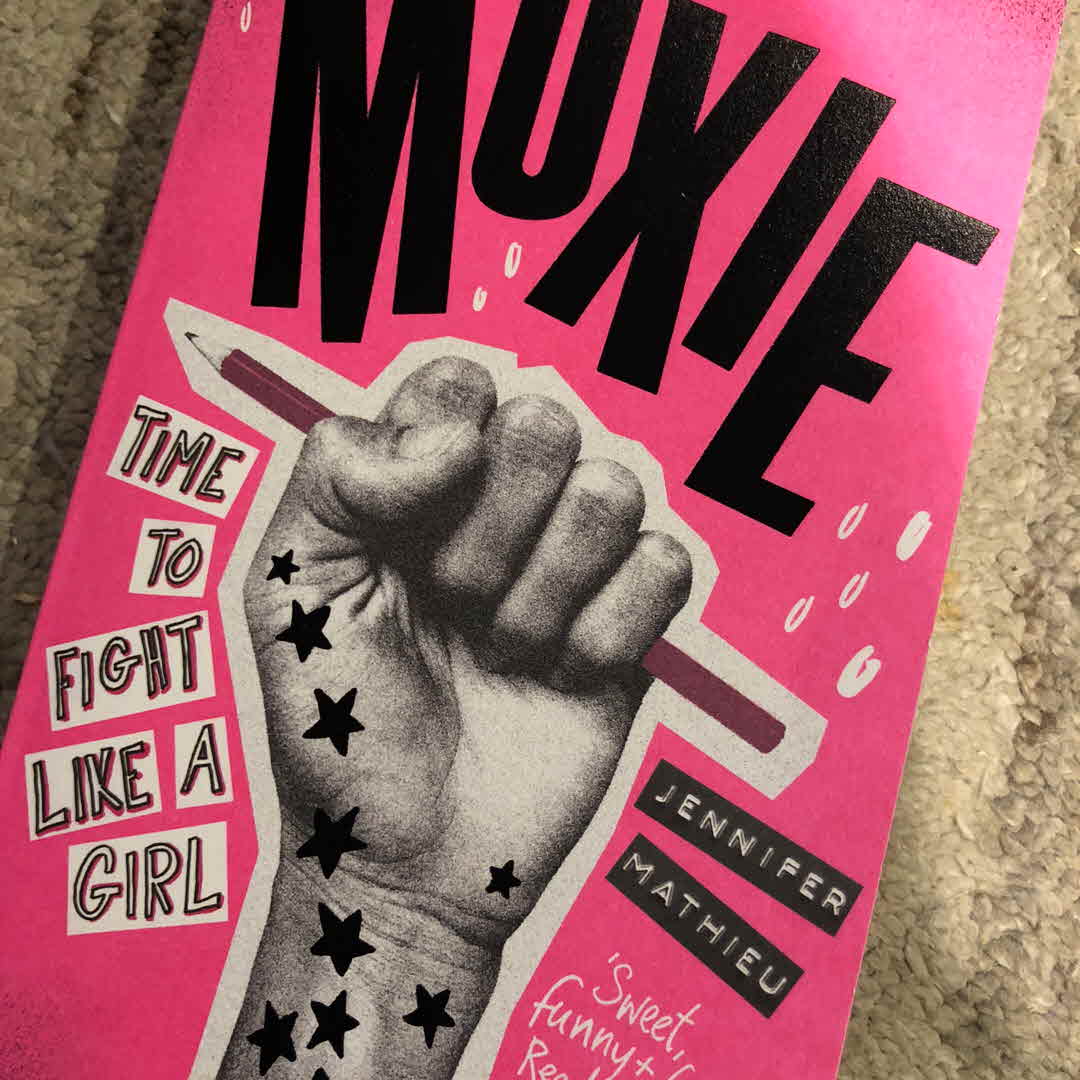 MOXIE
TIME
TO
FIGHT
LIKE A
GIRL
JENNIFER
MATHIEU
'Sweet,
funny +